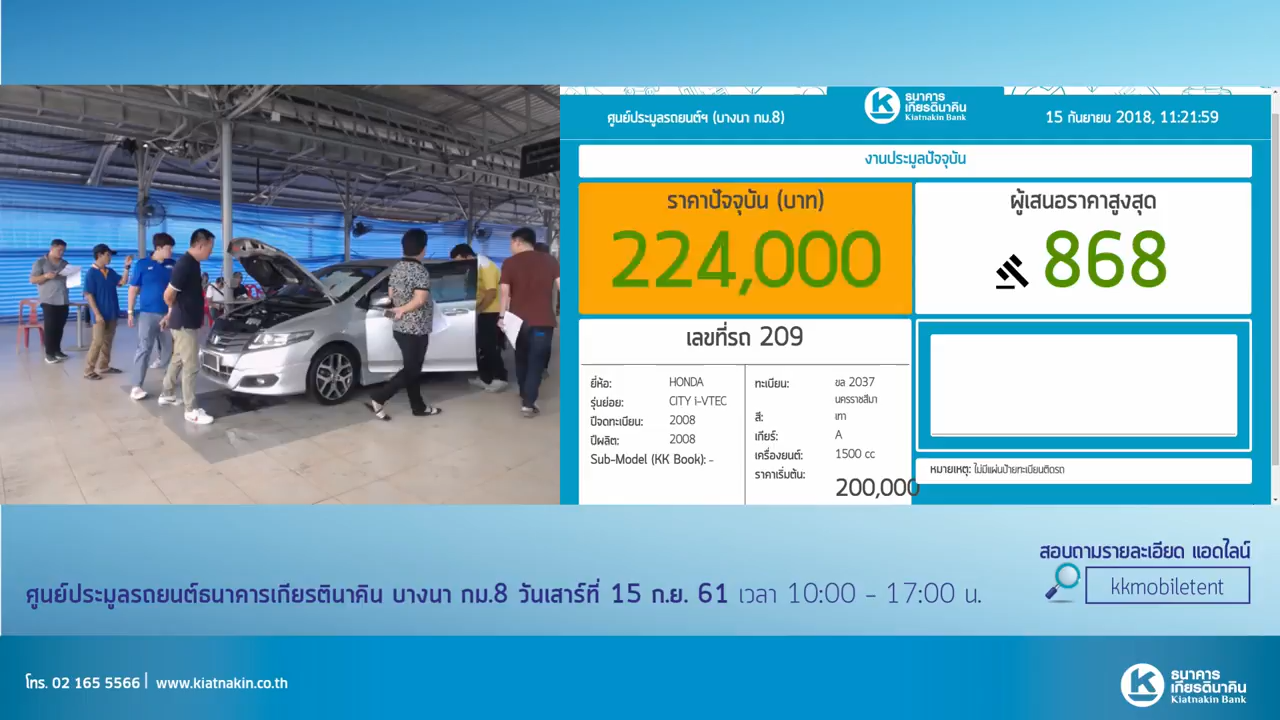 ศูนย์ประมูลรถยนต์ฯ (บางนา กม.8)
ธนาคาร
เกียรตินาคิน
Kiatnakin Bank
15 กันยายน 2018, 11:21:59
งานประมูลปัจจุบัน
ราคาปัจจุบัน (บาท)
224,000
ผู้เสนอราคาสูงสุด
868
เลขที่รถ 209
ยี่ห้อ: HONDA
รุ่นย่อย: CITY i-VTEC
ปีจดทะเบียน: 2008
ปีผลิต: 2008
Sub-Model (KK Book): -
ทะเบียน: ขล 2037
นครราชสีมา
สี: เทา
เกียร์: A
เครื่องยนต์: 1500 cc
ราคาเริ่มต้น: 200,000
หมายเหตุ: ไม่มีแผ่นป้ายทะเบียนติดรถ
สอบถามรายละเอียด แอดไลน์
kkmobiletent
ศูนย์ประมูลรถยนต์ธนาคารเกียรตินาคิน บางนา กม.8 วันเสาร์ที่ 15 ก.ย. 61 เวลา 10:00 - 17:00 น.
โทร. 02 165 5566 | www.kiatnakin.co.th
ธนาคาร
เกียรตินาคิน
Kiatnakin Bank